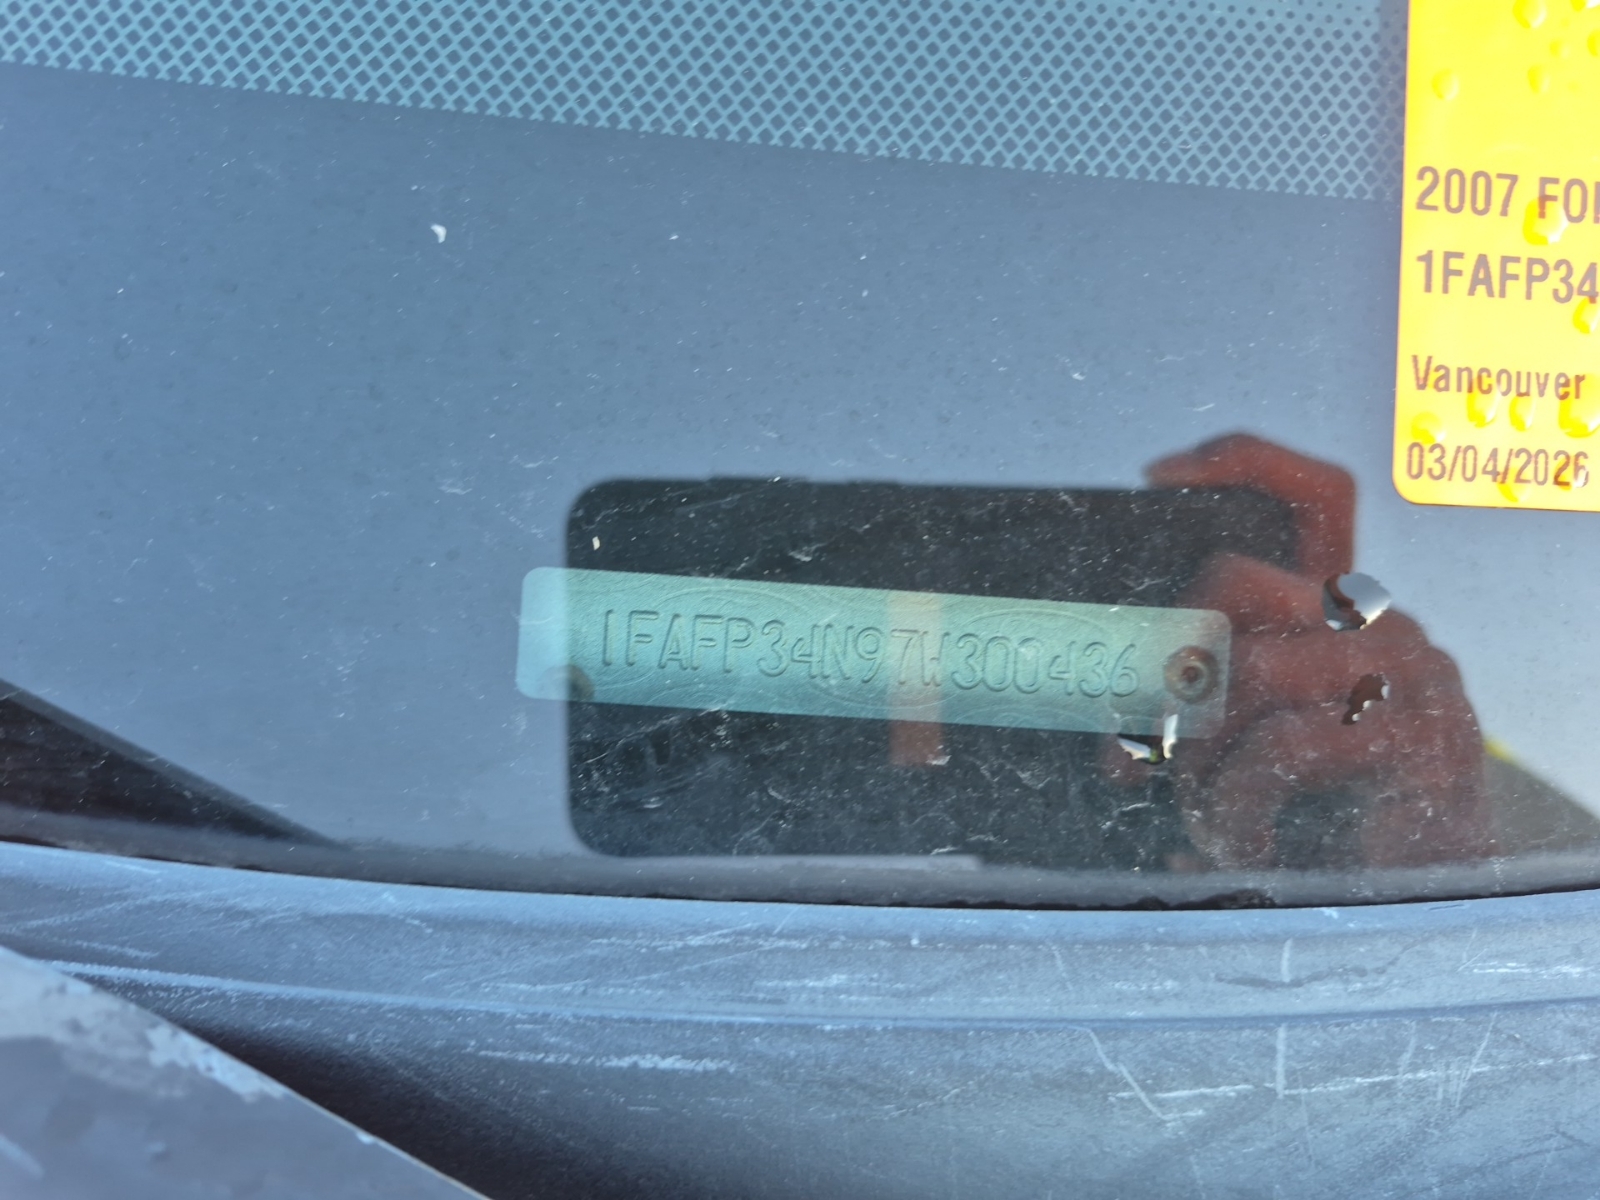 2007 FO
1FAFP34
Vancouver
03/04/2026
1FAFP34N97W300436